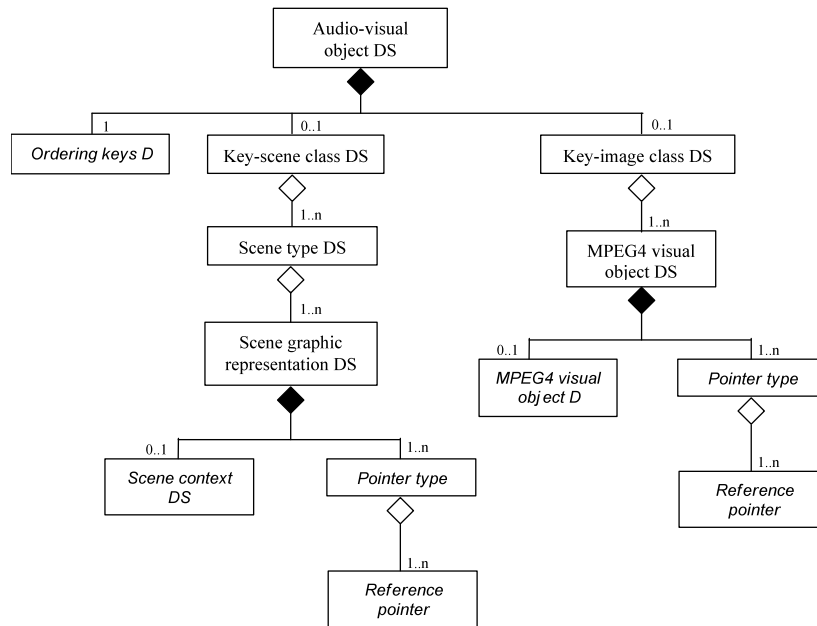 Audio-visual
object DS
1
0..1
0..1
Ordering keys D
Key-scene class DS
Key-image class DS
1..n
1..n
Scene type DS
MPEG4 visual
object DS
1..n
Scene graphic
representation DS
0..1
1..n
MPEG4 visual
object D
Pointer type
0..1
1..n
Scene context
DS
Pointer type
1..n
Reference
pointer
1..n
Reference
pointer